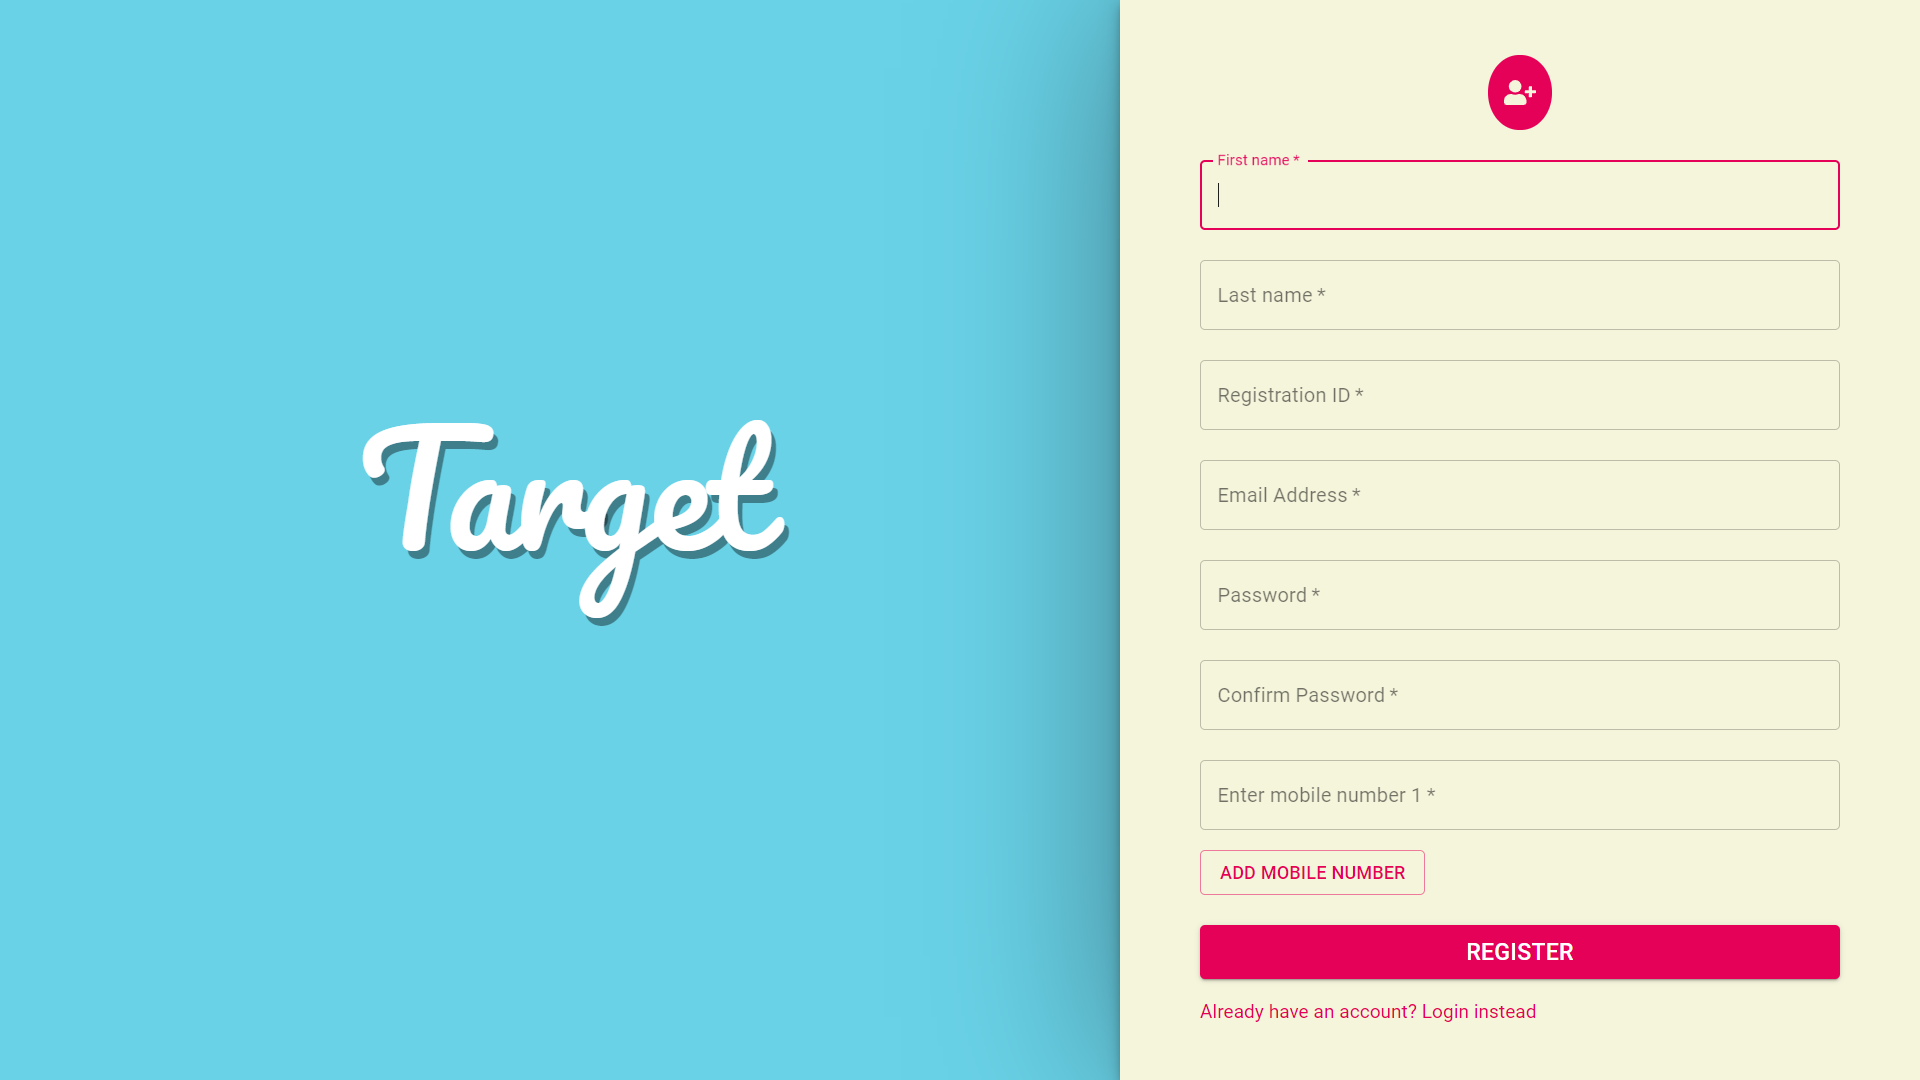 Target
First name *
Last name *
Registration ID *
Email Address *
Password *
Confirm Password *
Enter mobile number 1 *
ADD MOBILE NUMBER
REGISTER
Already have an account? Login instead